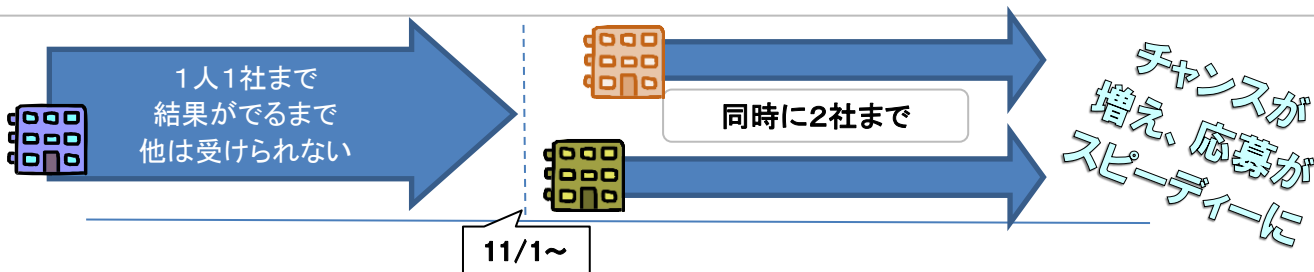 １人１社まで
結果がでるまで
他は受けられない
同時に2社まで
チャンスが
増え、応募が
スピーディーに
11/1～